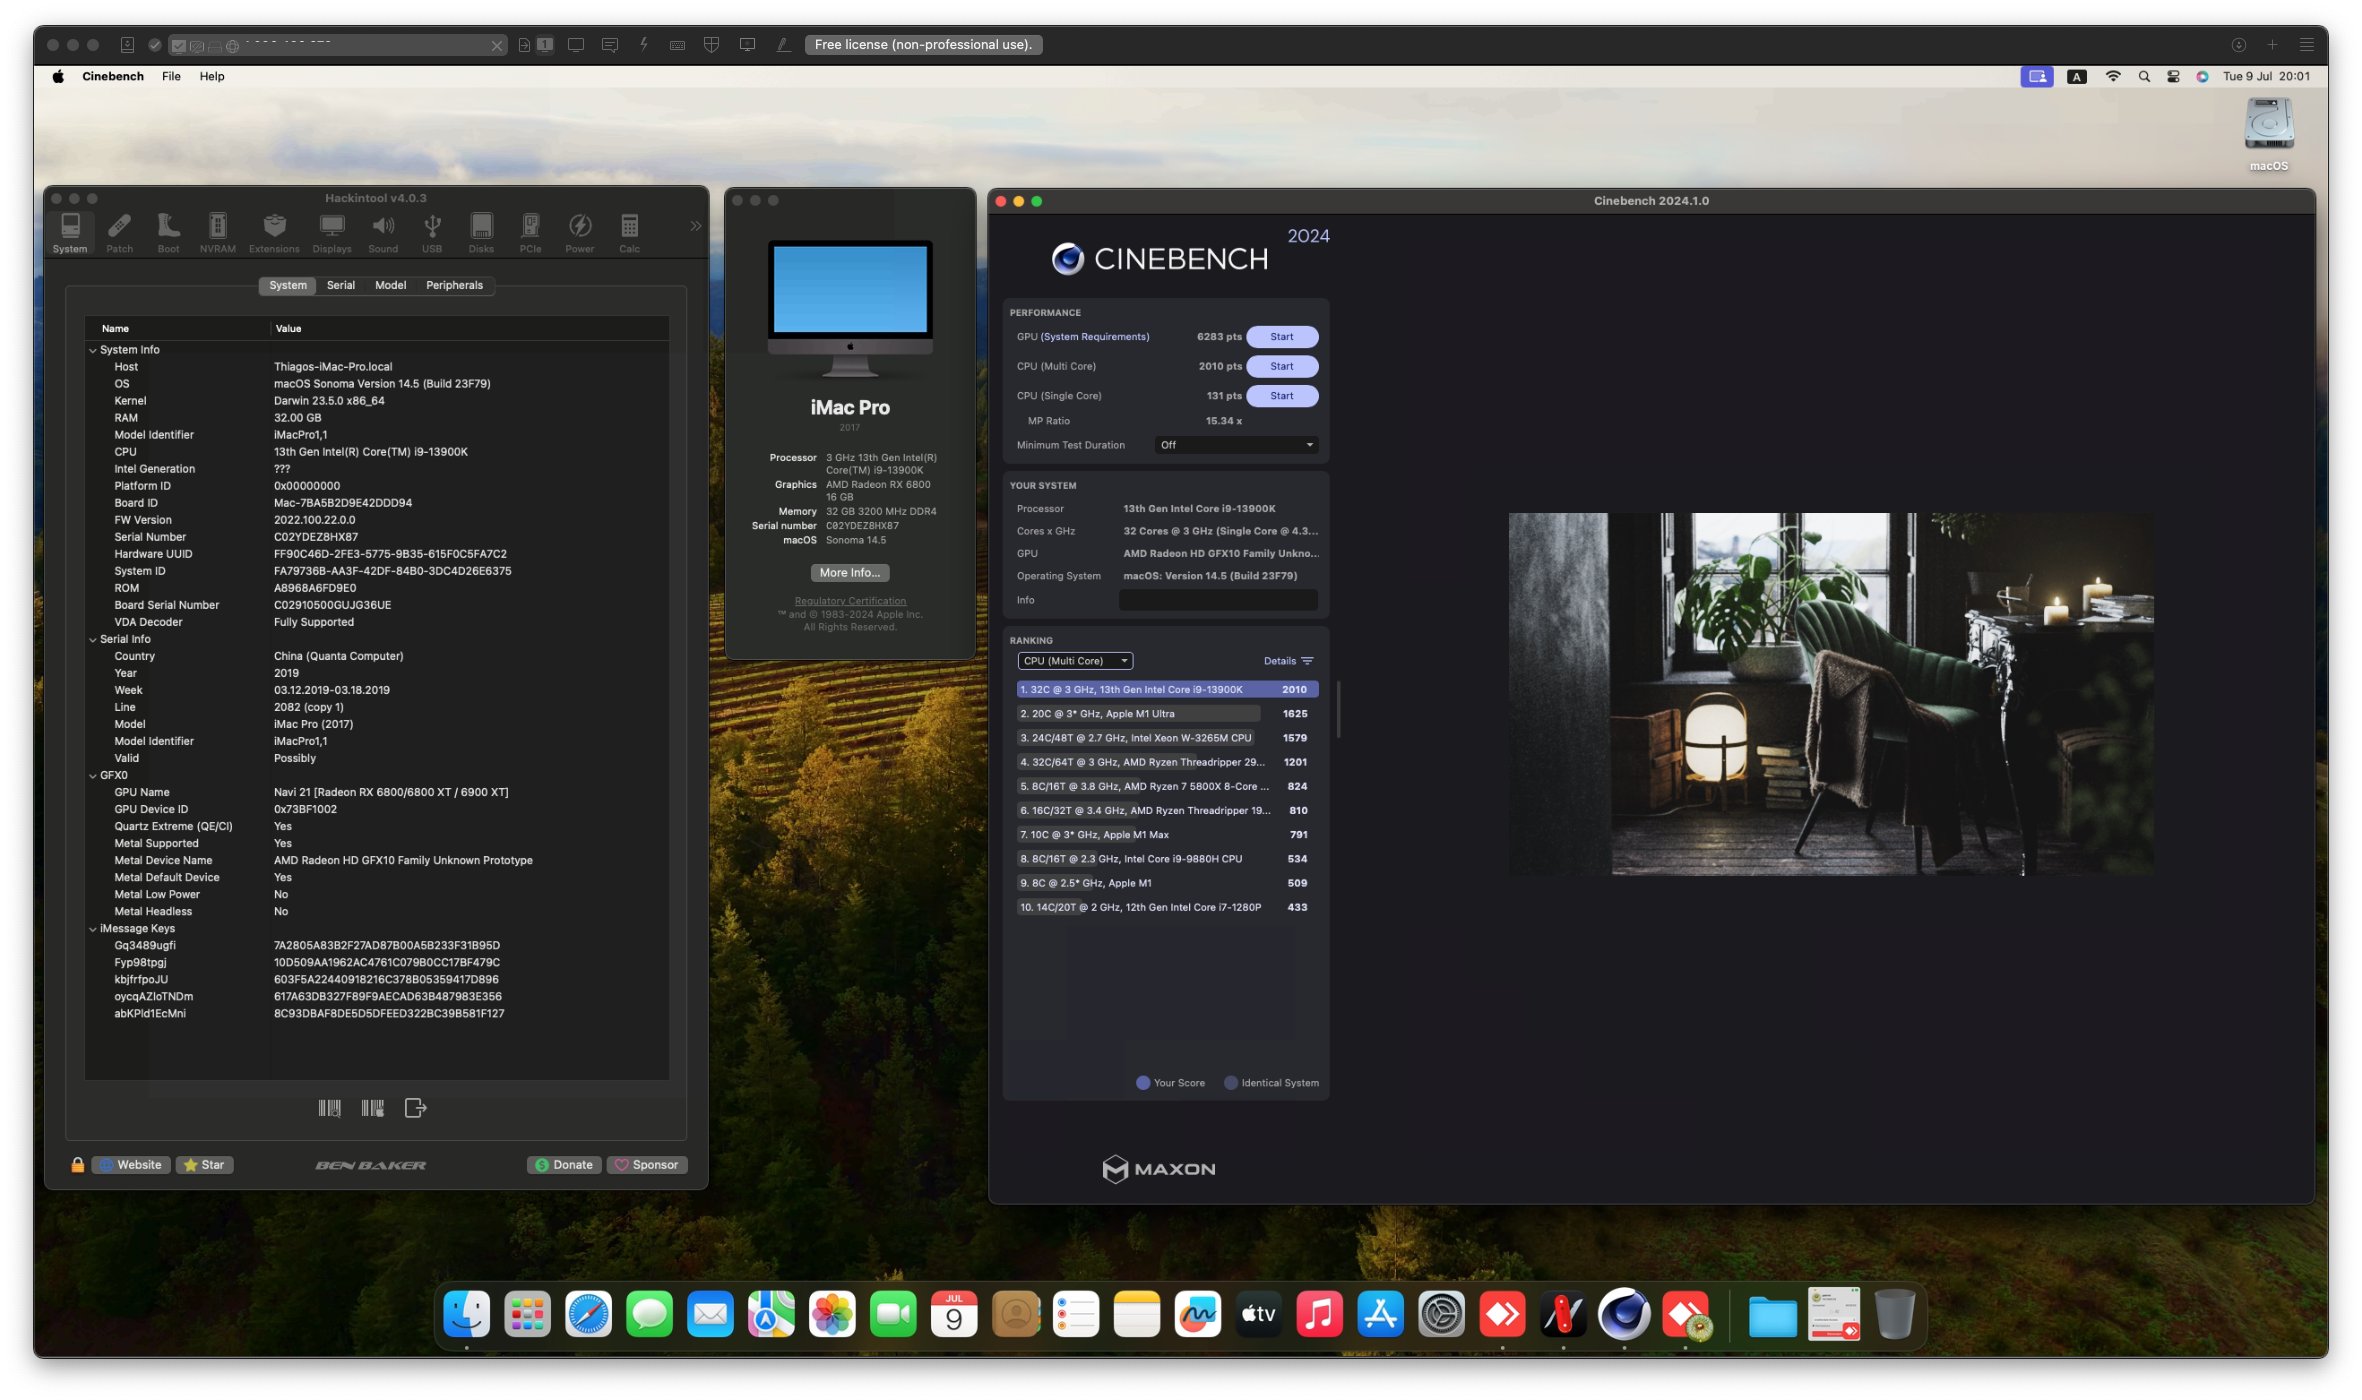 Free license (non-professional use).
Cinebench File Help
A Tue 9 Jul 20:01
macOS
Hackintool v4.0.3
System Patch Boot NVRAM Extensions Displays Sound USB Disks PCIe Power Calc
System Serial Model Peripherals
Name Value
System Info
Host Thiagos-iMac-Pro.local
OS macOS Sonoma Version 14.5 (Build 23F79)
Kernel Darwin 23.5.0 x86_64
RAM 32.00 GB
Model Identifier iMacPro1,1
CPU 13th Gen Intel(R) Core(TM) i9-13900K
Intel Generation ???
Platform ID 0x00000000
Board ID Mac-7BA5B2D9E42DDD94
FW Version 2022.100.22.0.0
Serial Number C02YDEZ8HX87
Hardware UUID FF90C46D-2FE3-5775-9B35-615F0C5FA7C2
System ID FA79736B-AA3F-42DF-84B0-3DC4D26E6375
ROM A8968A6FD9E0
Board Serial Number C02910500GUJG36UE
VDA Decoder Fully Supported
Serial Info
Country China (Quanta Computer)
Year 2019
Week 03.12.2019-03.18.2019
Line 2082 (copy 1)
Model iMac Pro (2017)
Model Identifier iMacPro1,1
Valid Possibly
GFX0
GPU Name Navi 21 [Radeon RX 6800/6800 XT / 6900 XT]
GPU Device ID 0x73BF1002
Quartz Extreme (QE/CI) Yes
Metal Supported Yes
Metal Device Name AMD Radeon HD GFX10 Family Unknown Prototype
Metal Default Device Yes
Metal Low Power No
Metal Headless No
iMessage Keys
Gq3489ugfi 7A2805A83B2F27AD87B00A5B233F31B95D
Fyp98tpgj 10D509AA1962AC4761C079B0CC17BF479C
kbjfrfpoJU 603F5A22440918216C378B05359417D896
oycqAZloTNDm 617A63DB327F89F9AECAD63B487983E356
abKPld1EcMni 8C93DBAF8DE5D5DFEED322BC39B581F127
Website Star BEN BAKER Donate Sponsor
iMac Pro
2017
Processor 3 GHz 13th Gen Intel(R)
Core(TM) i9-13900K
Graphics AMD Radeon RX 6800
16 GB
Memory 32 GB 3200 MHz DDR4
Serial number C02YDEZ8HX87
macOS Sonoma 14.5
More Info...
Regulatory Certification
™ and © 1983-2024 Apple Inc.
All Rights Reserved.
Cinebench 2024.1.0
2024
CINEBENCH
PERFORMANCE
GPU (System Requirements) 6283 pts Start
CPU (Multi Core) 2010 pts Start
CPU (Single Core) 131 pts Start
MP Ratio 15.34 x
Minimum Test Duration Off
YOUR SYSTEM
Processor 13th Gen Intel Core i9-13900K
Cores x GHz 32 Cores @ 3 GHz (Single Core @ 4.3...
GPU AMD Radeon HD GFX10 Family Unkno...
Operating System macOS: Version 14.5 (Build 23F79)
Info
RANKING
CPU (Multi Core) Details
1. 32C @ 3 GHz, 13th Gen Intel Core i9-13900K 2010
2. 20C @ 3* GHz, Apple M1 Ultra 1625
3. 24C/48T @ 2.7 GHz, Intel Xeon W-3265M CPU 1579
4. 32C/64T @ 3 GHz, AMD Ryzen Threadripper 29... 1201
5. 8C/16T @ 3.8 GHz, AMD Ryzen 7 5800X 8-Core ... 824
6. 16C/32T @ 3.4 GHz, AMD Ryzen Threadripper 19... 810
7. 10C @ 3* GHz, Apple M1 Max 791
8. 8C/16T @ 2.3 GHz, Intel Core i9-9880H CPU 534
9. 8C @ 2.5* GHz, Apple M1 509
10. 14C/20T @ 2 GHz, 12th Gen Intel Core i7-1280P 433
Your Score Identical System
MAXON
JUL
9
tv